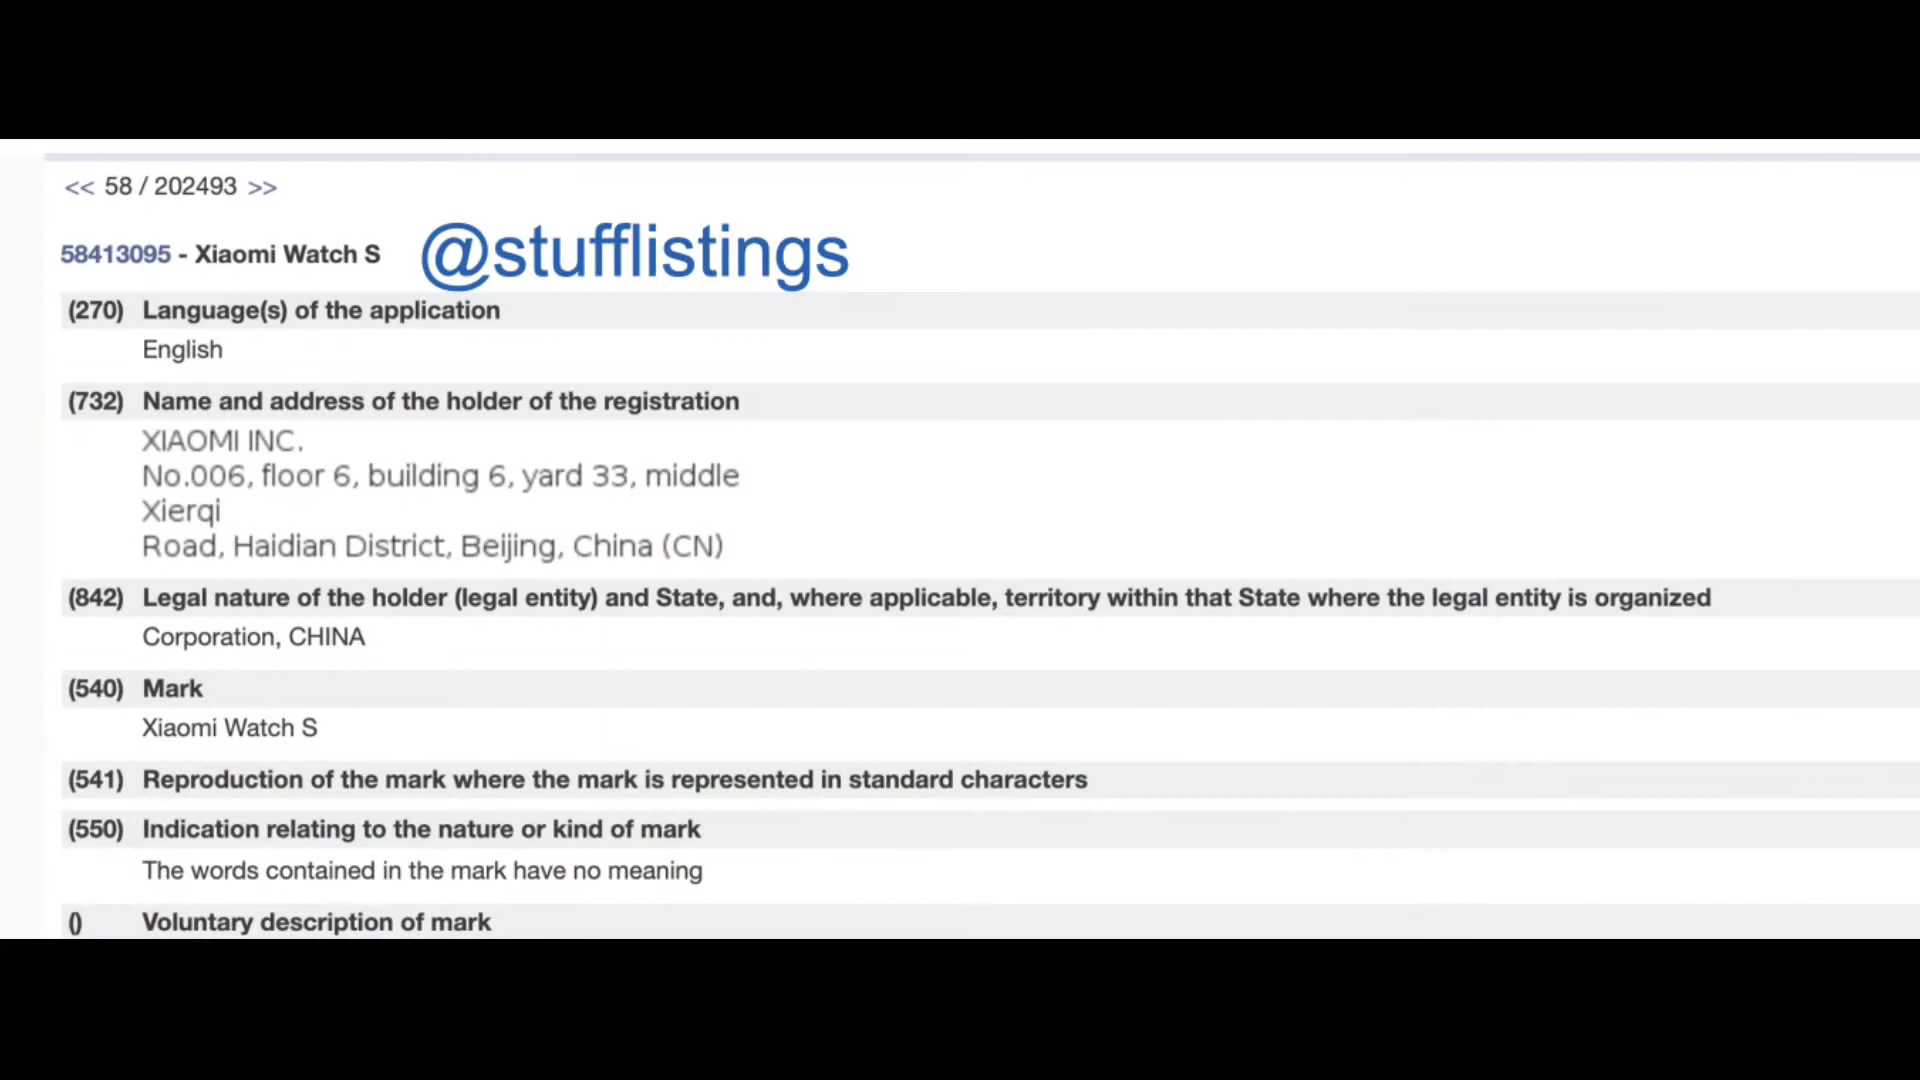 << 58 / 202493 >>
58413095 - Xiaomi Watch S @stufflistings
(270) Language(s) of the application
English
(732) Name and address of the holder of the registration
XIAOMI INC.
No.006, floor 6, building 6, yard 33, middle
Xierqi
Road, Haidian District, Beijing, China (CN)
(842) Legal nature of the holder (legal entity) and State, and, where applicable, territory within that State where the legal entity is organized
Corporation, CHINA
(540) Mark
Xiaomi Watch S
(541) Reproduction of the mark where the mark is represented in standard characters
(550) Indication relating to the nature or kind of mark
The words contained in the mark have no meaning
() Voluntary description of mark